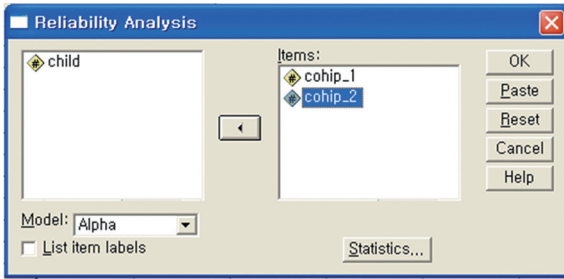 Reliability Analysis
child
Items:
cohip_1
cohip_2
OK
Paste
Reset
Cancel
Help
Model: Alpha
List item labels
Statistics...